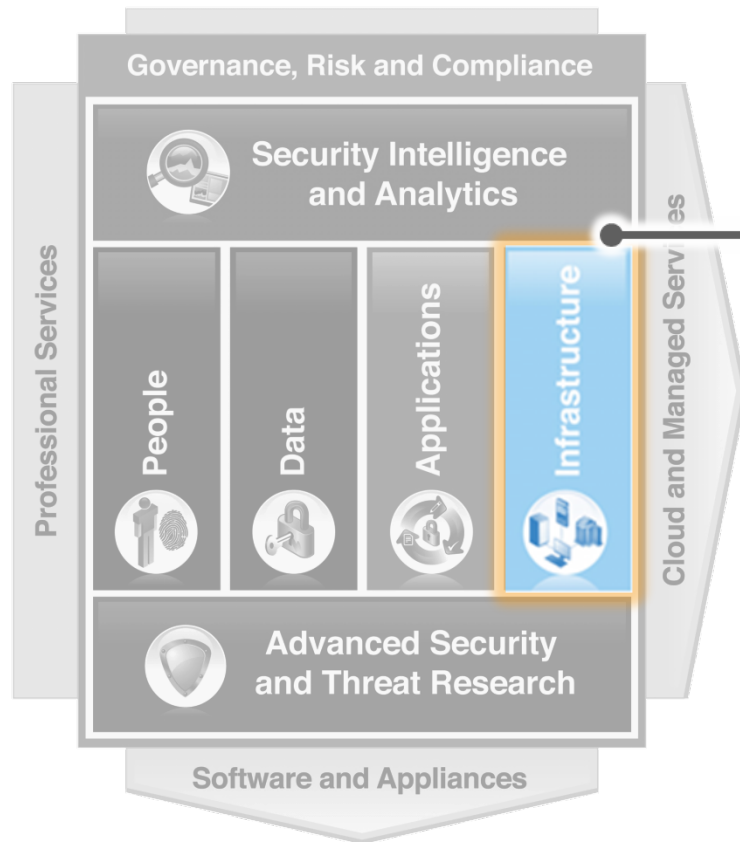 Governance, Risk and Compliance
Security Intelligence
and Analytics
Professional Services
People
Data
Applications
Infrastructure
Cloud and Managed Services
Advanced Security
and Threat Research
Software and Appliances